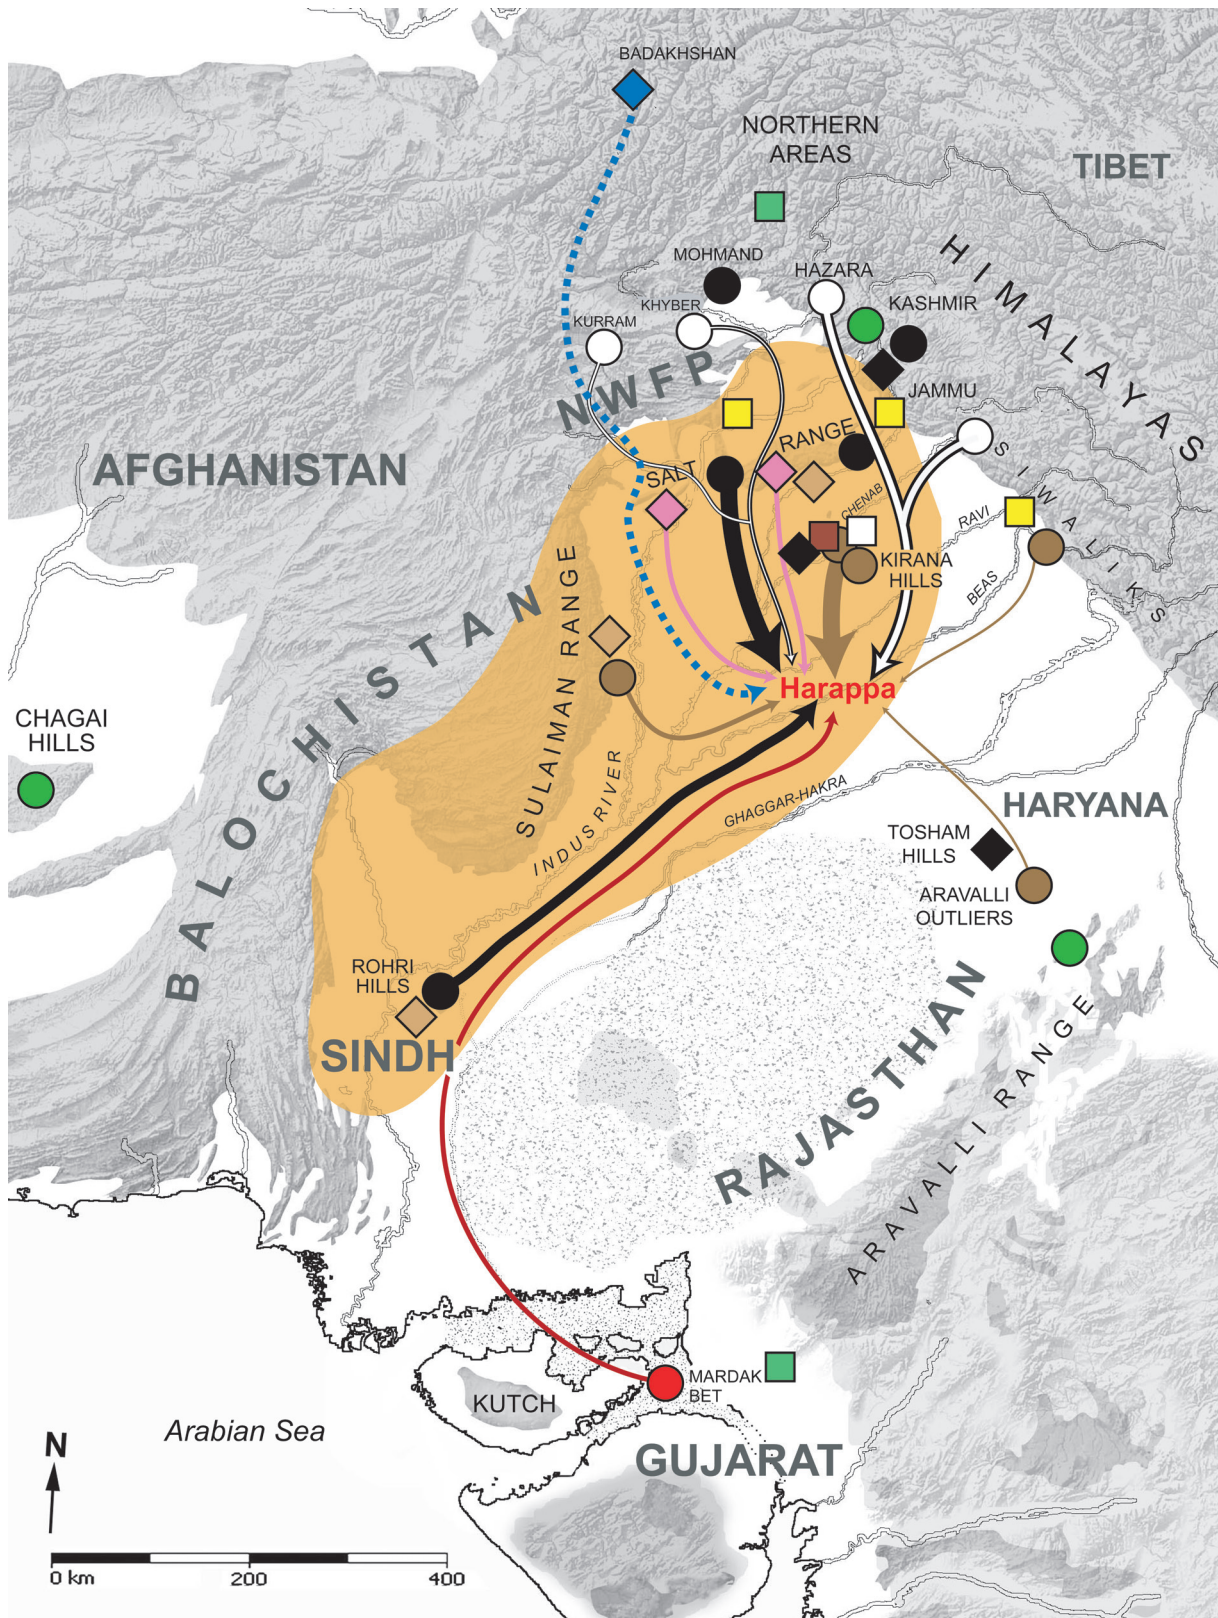 BADAKHSHAN
NORTHERN
AREAS
TIBET
HIMALAYAS
MOHMAND
HAZARA
KHYBER
KASHMIR
KURRAM
NWFP
JAMMU
AFGHANISTAN
SALT
RANGE
CHENAB
SIWALIKS
RAVI
KIRANA
HILLS
BEAS
BALOCHISTAN
SULAIMAN RANGE
Harappa
CHAGAI
HILLS
INDUS RIVER
GHAGGAR-HAKRA
HARYANA
TOSHAM
HILLS
ARAVALLI
OUTLIERS
ROHRI
HILLS
SINDH
RAJASTHAN
ARAVALLI RANGE
MARDAK
BET
KUTCH
Arabian Sea
GUJARAT
N
0 km
200
400